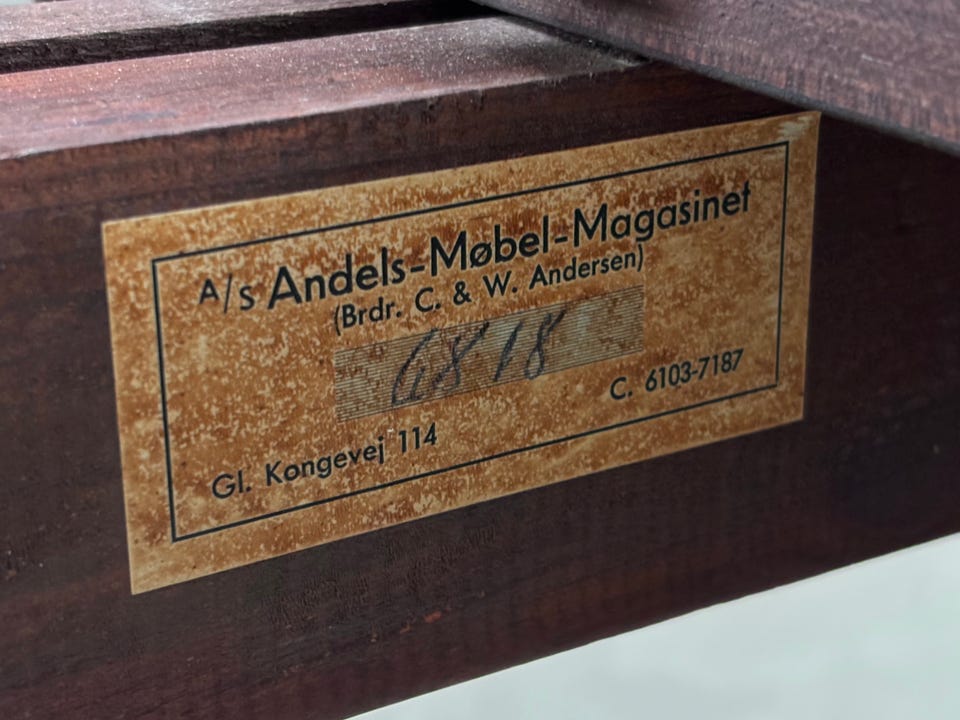 A/s Andels-Møbel-Magasinet
(Brdr. C. & W. Andersen)
6818
Gl. Kongevej 114 C. 6103-7187